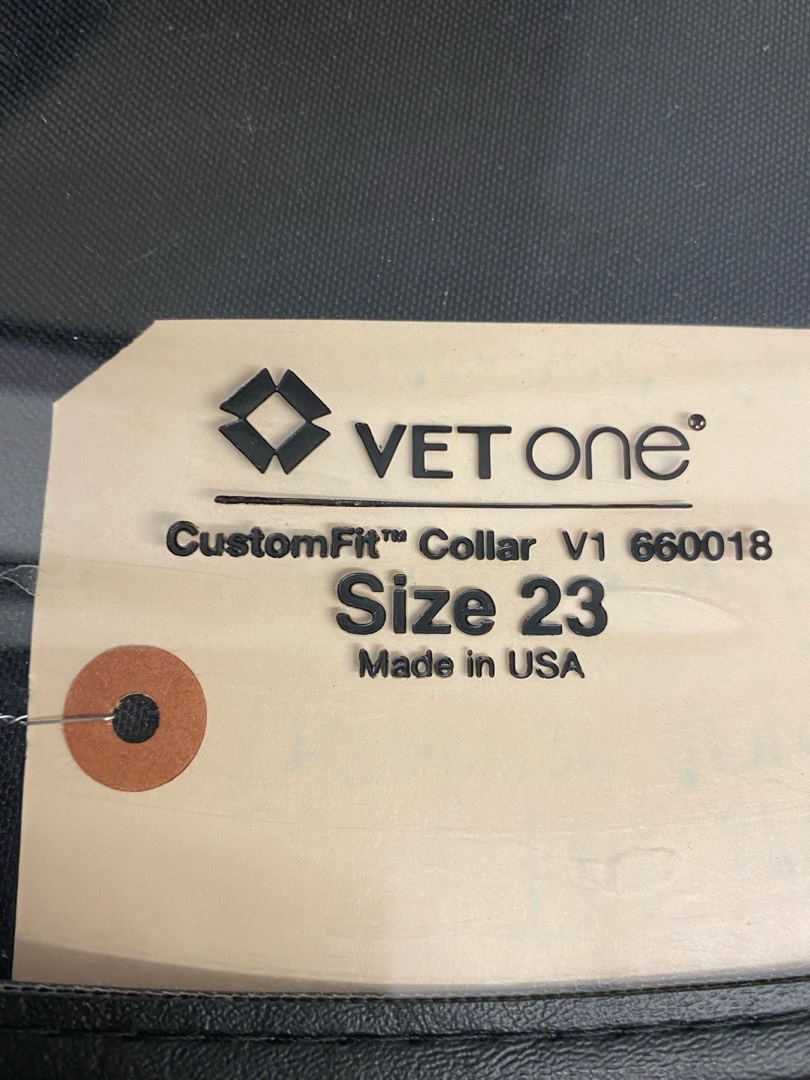 VET one®
CustomFit™ Collar V1 660018
Size 23
Made in USA